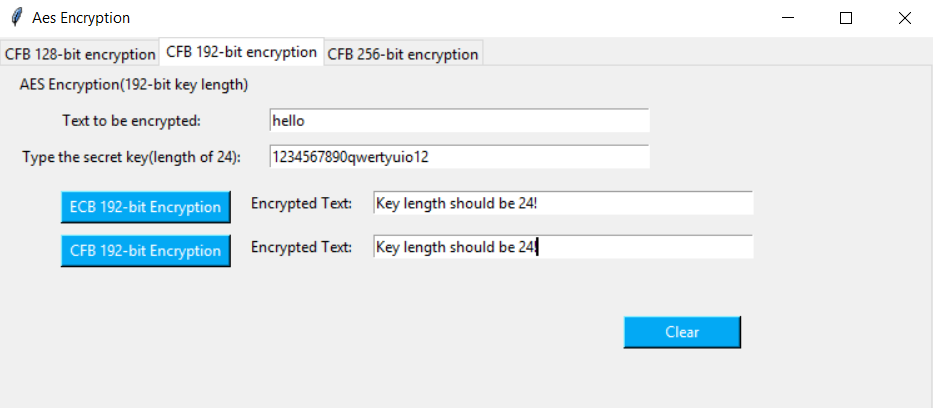 Aes Encryption
CFB 128-bit encryption CFB 192-bit encryption CFB 256-bit encryption
AES Encryption(192-bit key length)
Text to be encrypted: hello
Type the secret key(length of 24): 1234567890qwertyuio12
ECB 192-bit Encryption Encrypted Text: Key length should be 24!
CFB 192-bit Encryption Encrypted Text: Key length should be 24!
Clear